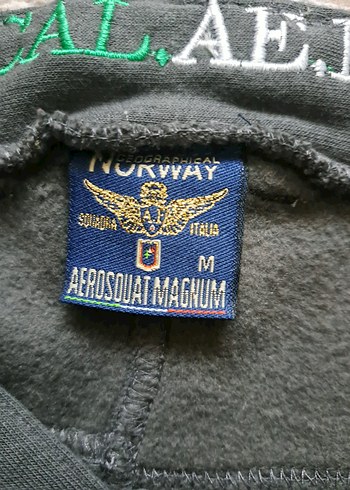 CAL.AE.
GEOGRAPHICAL
NORWAY
A.I
SQUADRA ITALIA
M
AEROSQUAT MAGNUM